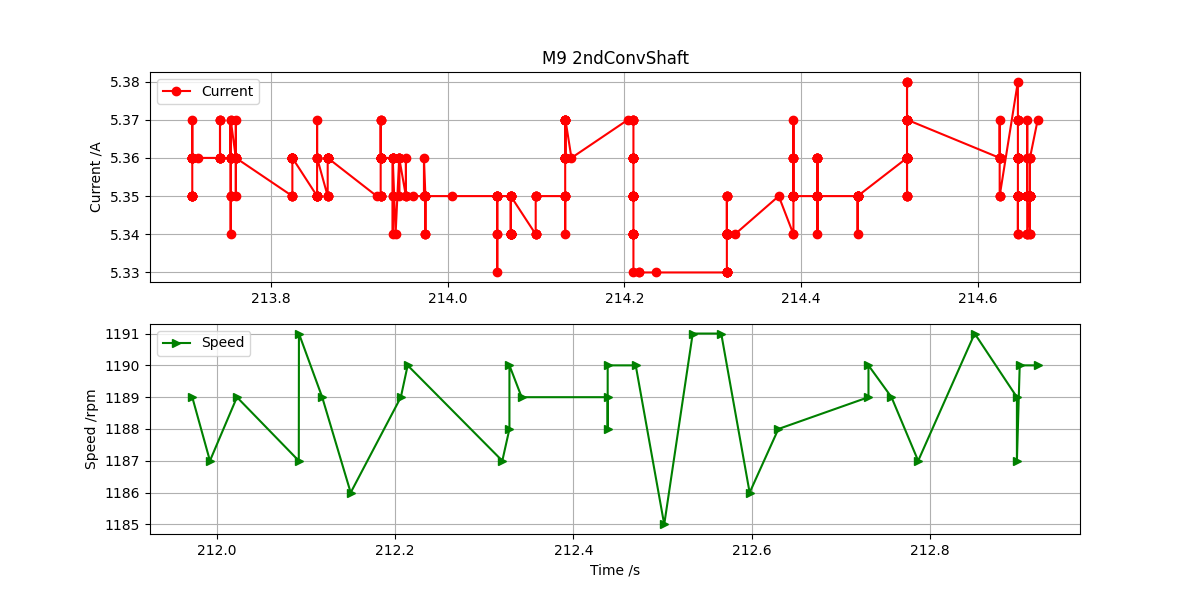 M9 2ndConvShaft
5.38
5.37
5.36
5.35
5.34
5.33
Current /A
Current
213.8 214.0 214.2 214.4 214.6
1191
1190
1189
1188
1187
1186
1185
Speed /rpm
Speed
212.0 212.2 212.4 212.6 212.8
Time /s